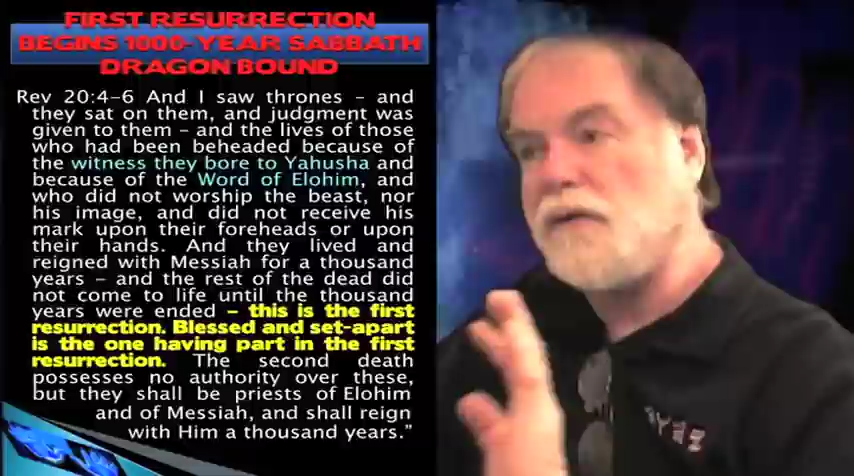 FIRST RESURRECTION
BEGINS 1000-YEAR SABBATH
DRAGON BOUND
Rev 20:4-6 And I saw thrones – and
they sat on them, and judgment was
given to them – and the lives of those
who had been beheaded because of
the witness they bore to Yahusha and
because of the Word of Elohim, and
who did not worship the beast, nor
his image, and did not receive his
mark upon their foreheads or upon
their hands. And they lived and
reigned with Messiah for a thousand
years – and the rest of the dead did
not come to life until the thousand
years were ended – this is the first
resurrection. Blessed and set-apart
is the one having part in the first
resurrection. The second death
possesses no authority over these,
but they shall be priests of Elohim
and of Messiah, and shall reign
with Him a thousand years."